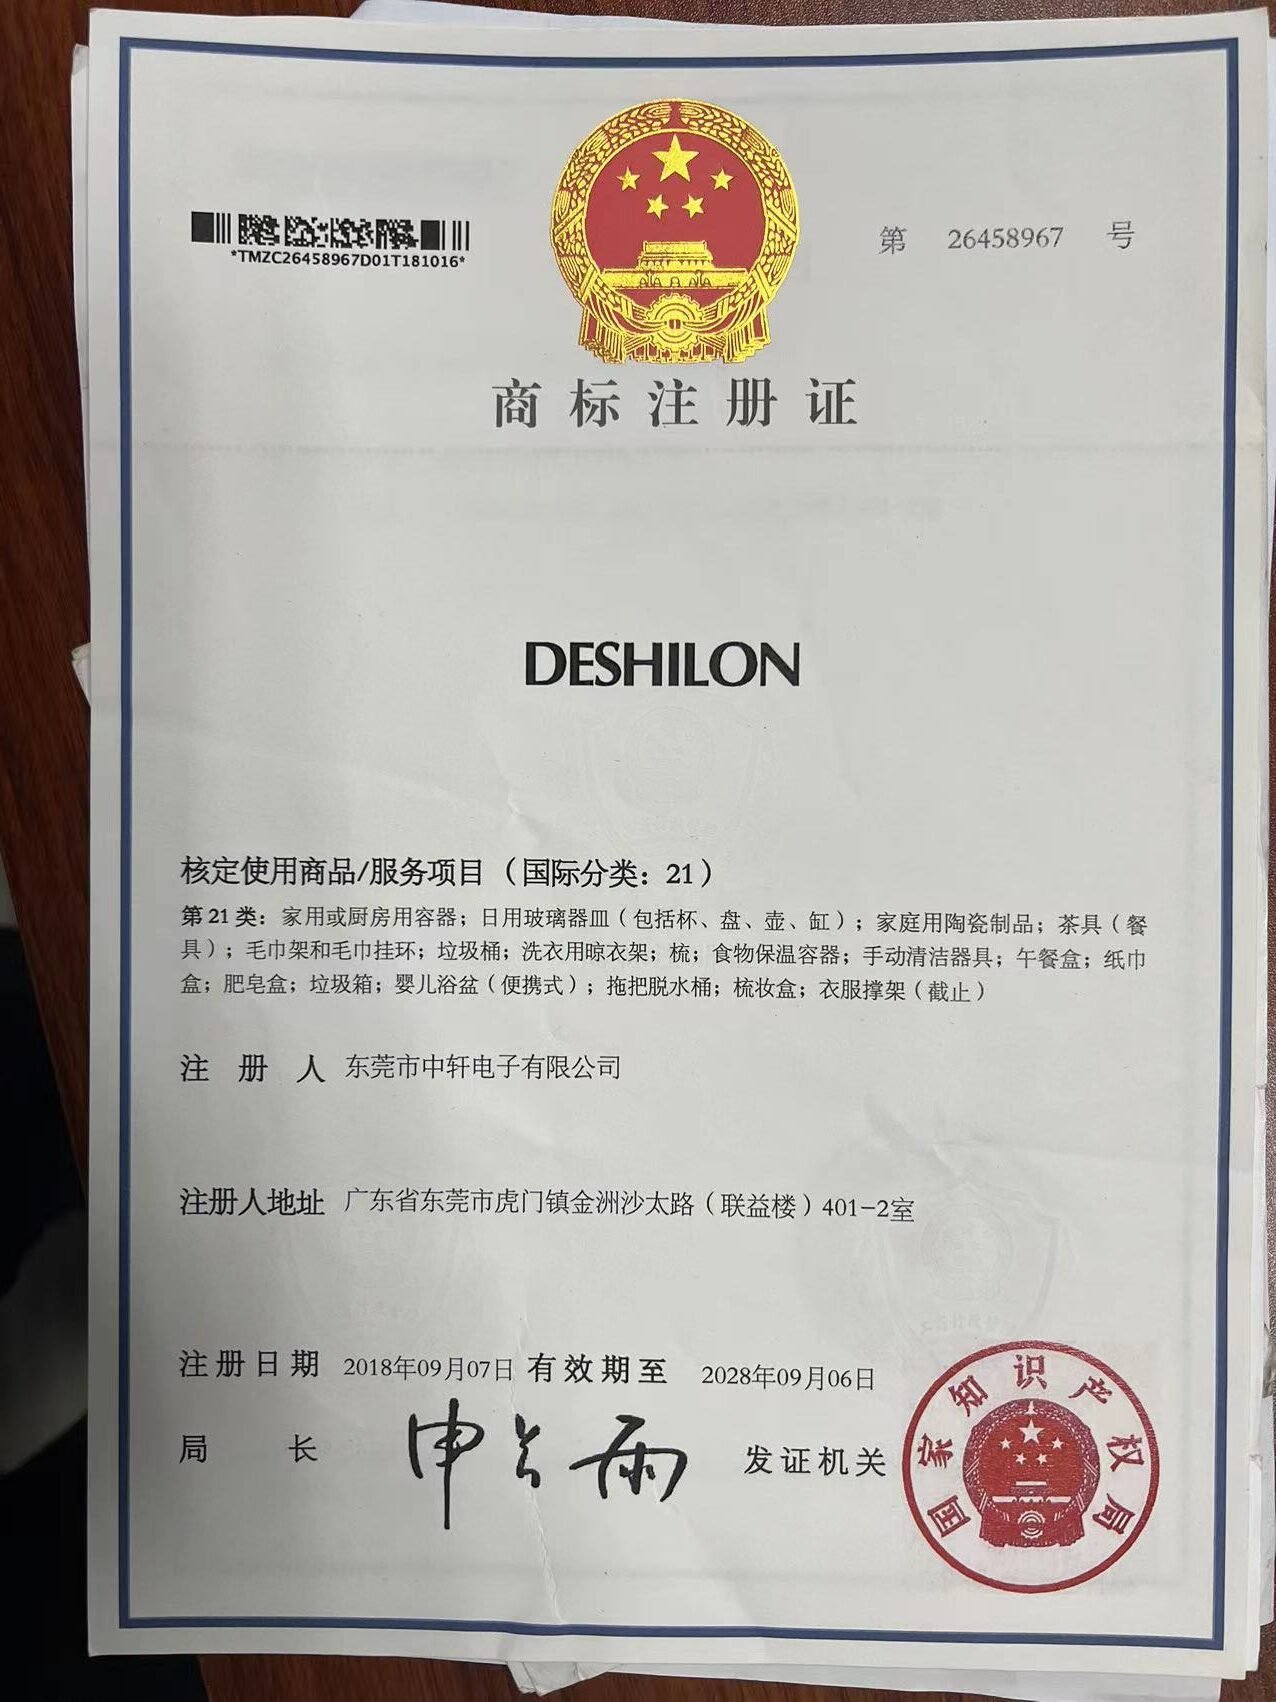 *TMZC26458967D01T181016*
第 26458967 号
商标注册证
DESHILON
核定使用商品/服务项目（国际分类：21）
第21类：家用或厨房用容器；日用玻璃器皿（包括杯、盘、壶、缸）；家庭用陶瓷制品；茶具（餐
具）；毛巾架和毛巾挂环；垃圾桶；洗衣用晾衣架；梳；食物保温容器；手动清洁器具；午餐盒；纸巾
盒；肥皂盒；垃圾箱；婴儿浴盆（便携式）；拖把脱水桶；梳妆盒；衣服撑架（截止）
注册人 东莞市中轩电子有限公司
注册人地址 广东省东莞市虎门镇金洲沙太路（联益楼）401-2室
注册日期 2018年09月07日 有效期至 2028年09月06日
局长 申长雨 发证机关
国家知识产权局